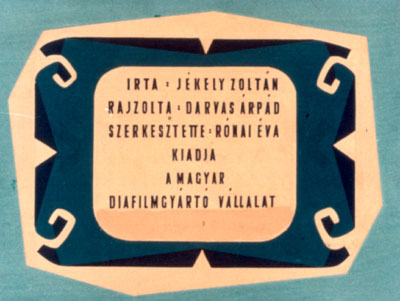 IRTA : JÉKELY ZOLTÁN
RAJZOLTA : DARVAS ÁRPÁD
SZERKESZTETTE : RÓNAI ÉVA
KIADJA
A MAGYAR
DIAFILMGYÁRTÓ VÁLLALAT